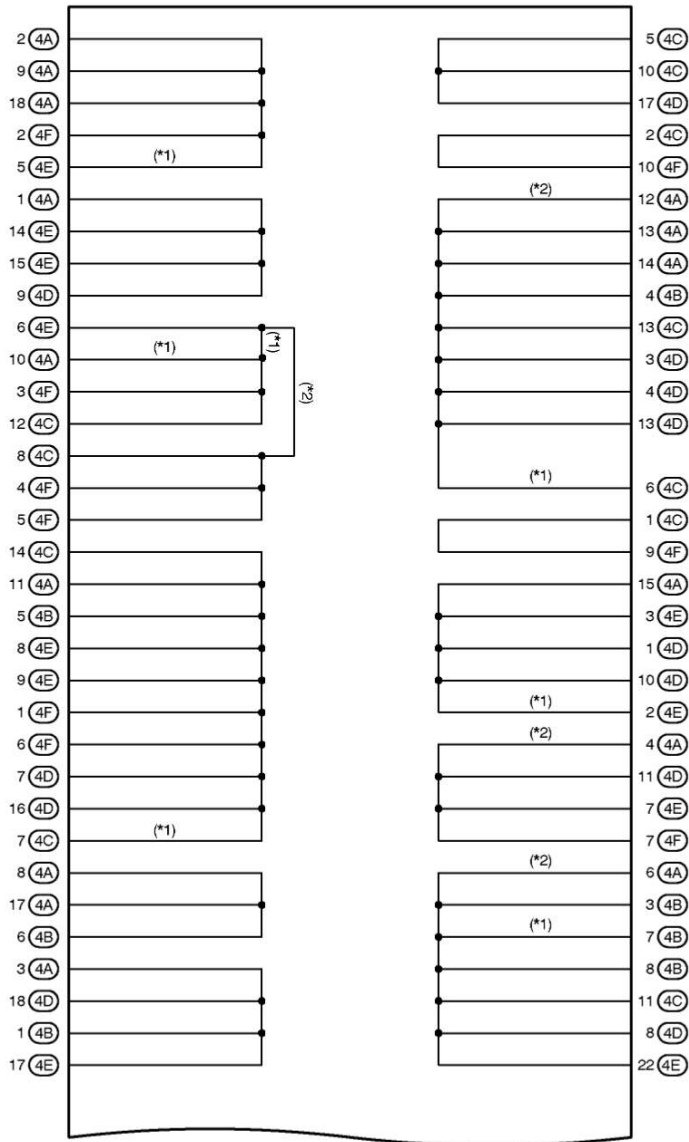 2 4A
9 4A
18 4A
2 4F
5 4E (*1)
1 4A
14 4E
15 4E
9 4D
6 4E
(*1)
10 4A (*1)
(*2)
3 4F
12 4C
8 4C
4 4F
5 4F
14 4C
11 4A
5 4B
8 4E
9 4E
1 4F
6 4F
7 4D
16 4D
7 4C (*1)
8 4A
17 4A
6 4B
3 4A
18 4D
1 4B
17 4E
5 4C
10 4C
17 4D
2 4C
10 4F
(*2) 12 4A
13 4A
14 4A
4 4B
13 4C
3 4D
4 4D
13 4D
(*1) 6 4C
1 4C
9 4F
15 4A
3 4E
1 4D
10 4D
(*1) 2 4E
(*2) 4 4A
11 4D
7 4E
7 4F
(*2) 6 4A
3 4B
(*1) 7 4B
8 4B
11 4C
8 4D
22 4E